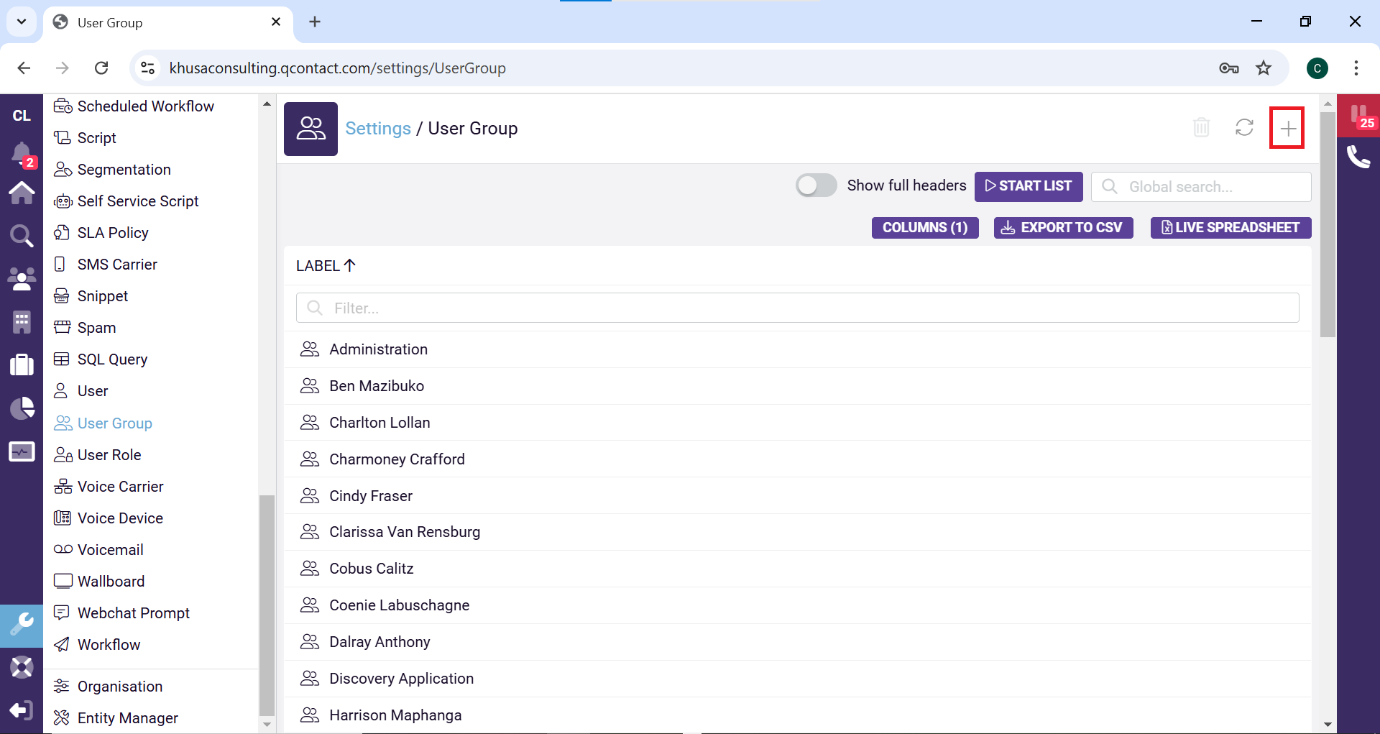 User Group
khusaconsulting.qcontact.com/settings/UserGroup
C
CL
2
Scheduled Workflow
Script
Segmentation
Self Service Script
SLA Policy
SMS Carrier
Snippet
Spam
SQL Query
User
User Group
User Role
Voice Carrier
Voice Device
Voicemail
Wallboard
Webchat Prompt
Workflow
Organisation
Entity Manager
Settings / User Group
25
Show full headers
START LIST
Global search...
COLUMNS (1)
EXPORT TO CSV
LIVE SPREADSHEET
LABEL
Filter...
Administration
Ben Mazibuko
Charlton Lollan
Charmoney Crafford
Cindy Fraser
Clarissa Van Rensburg
Cobus Calitz
Coenie Labuschagne
Dalray Anthony
Discovery Application
Harrison Maphanga